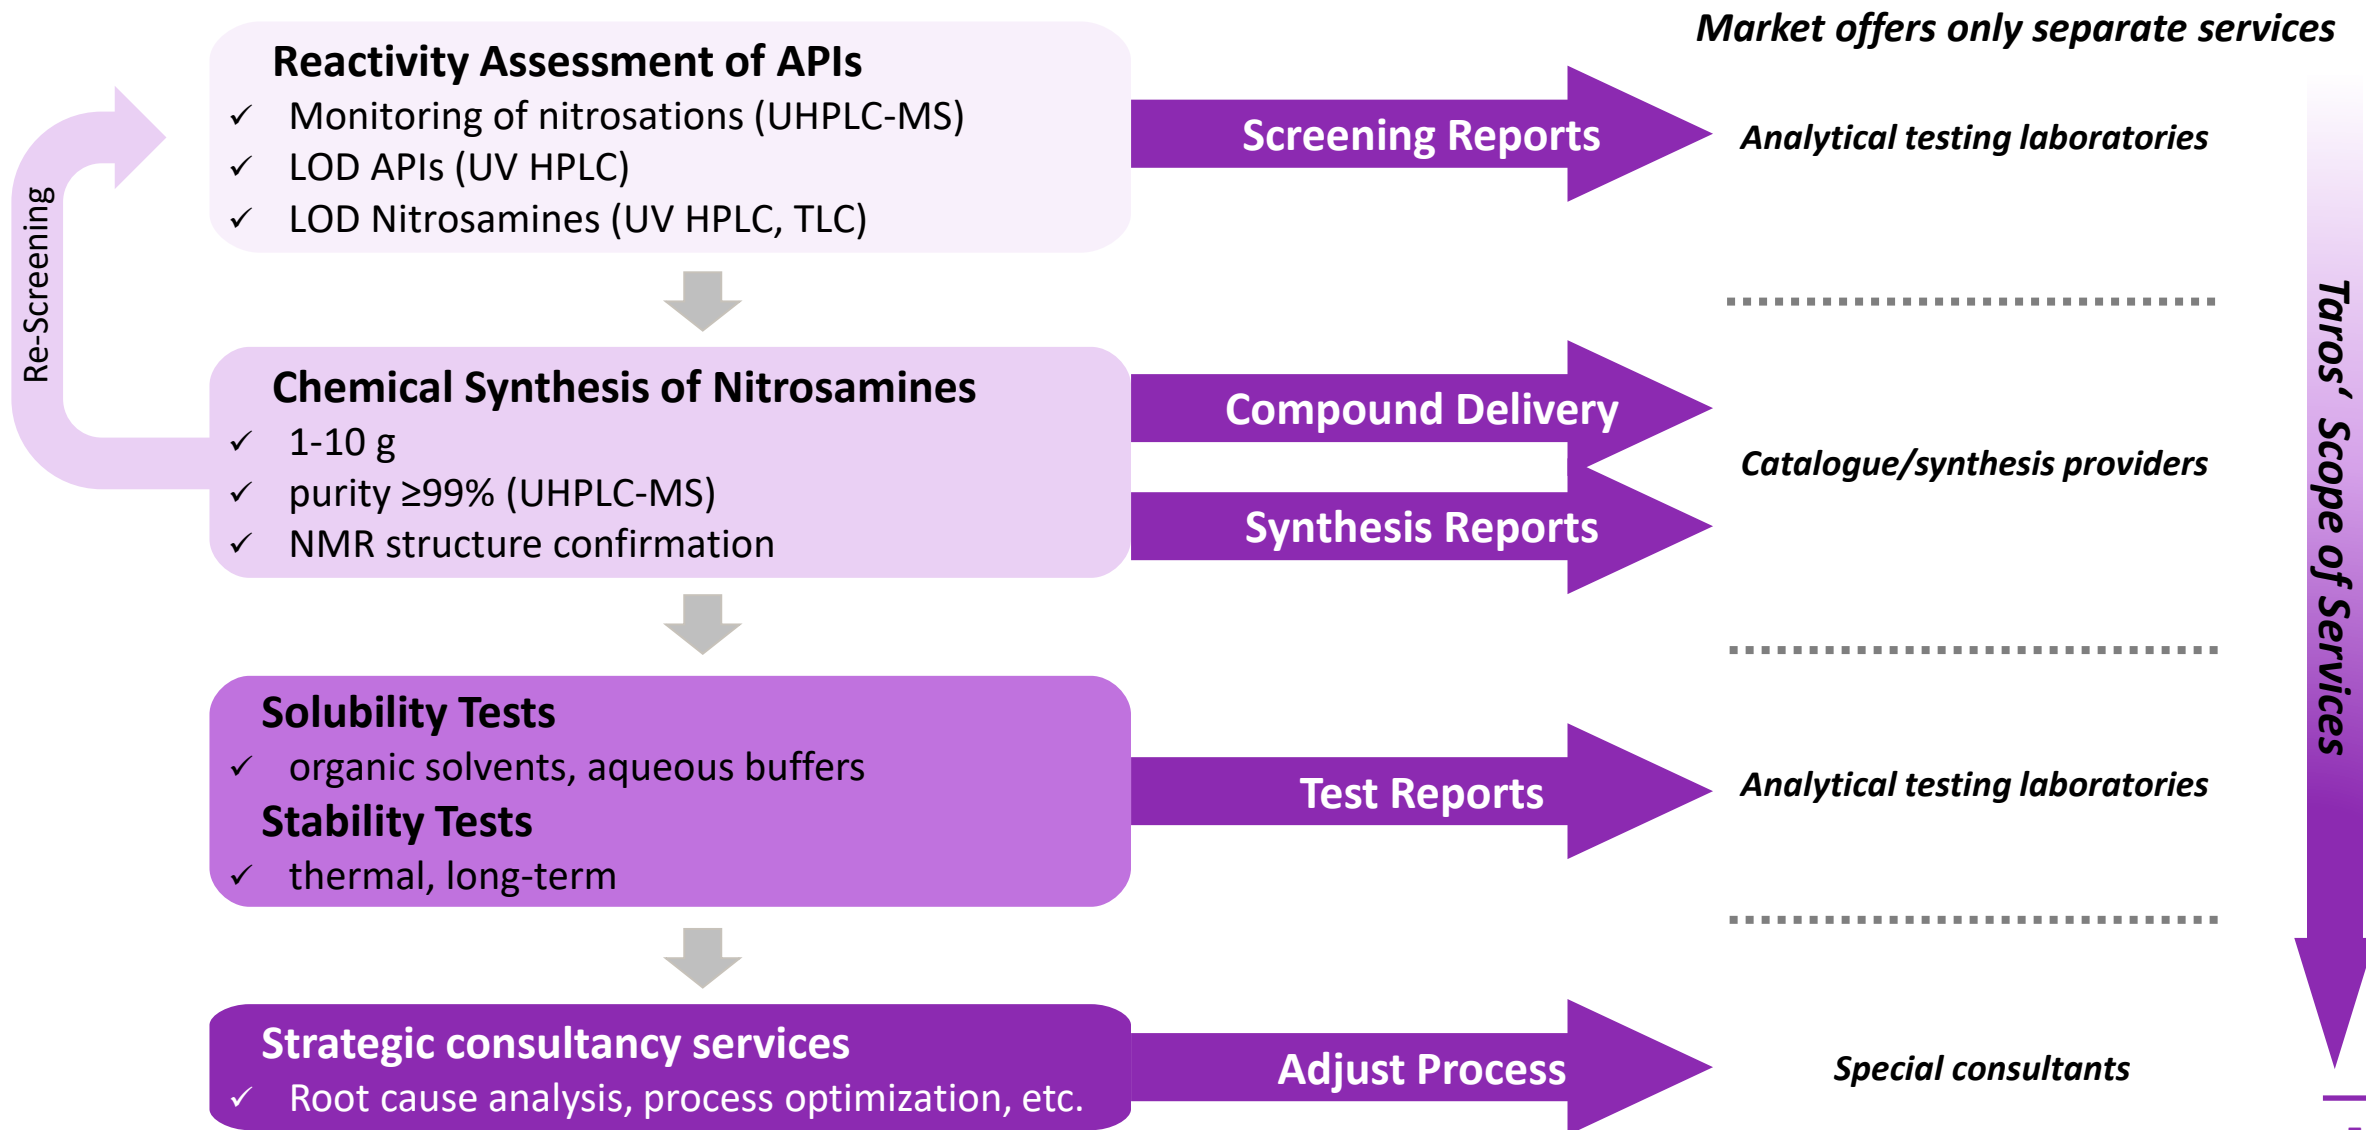 Market offers only separate services
Reactivity Assessment of APIs
✓ Monitoring of nitrosations (UHPLC-MS)
✓ LOD APIs (UV HPLC)
✓ LOD Nitrosamines (UV HPLC, TLC)
Screening Reports
Analytical testing laboratories
Re-Screening
Chemical Synthesis of Nitrosamines
✓ 1-10 g
✓ purity ≥99% (UHPLC-MS)
✓ NMR structure confirmation
Compound Delivery
Synthesis Reports
Catalogue/synthesis providers
Solubility Tests
✓ organic solvents, aqueous buffers
Stability Tests
✓ thermal, long-term
Test Reports
Analytical testing laboratories
Strategic consultancy services
✓ Root cause analysis, process optimization, etc.
Adjust Process
Special consultants
Taros‘ Scope of Services